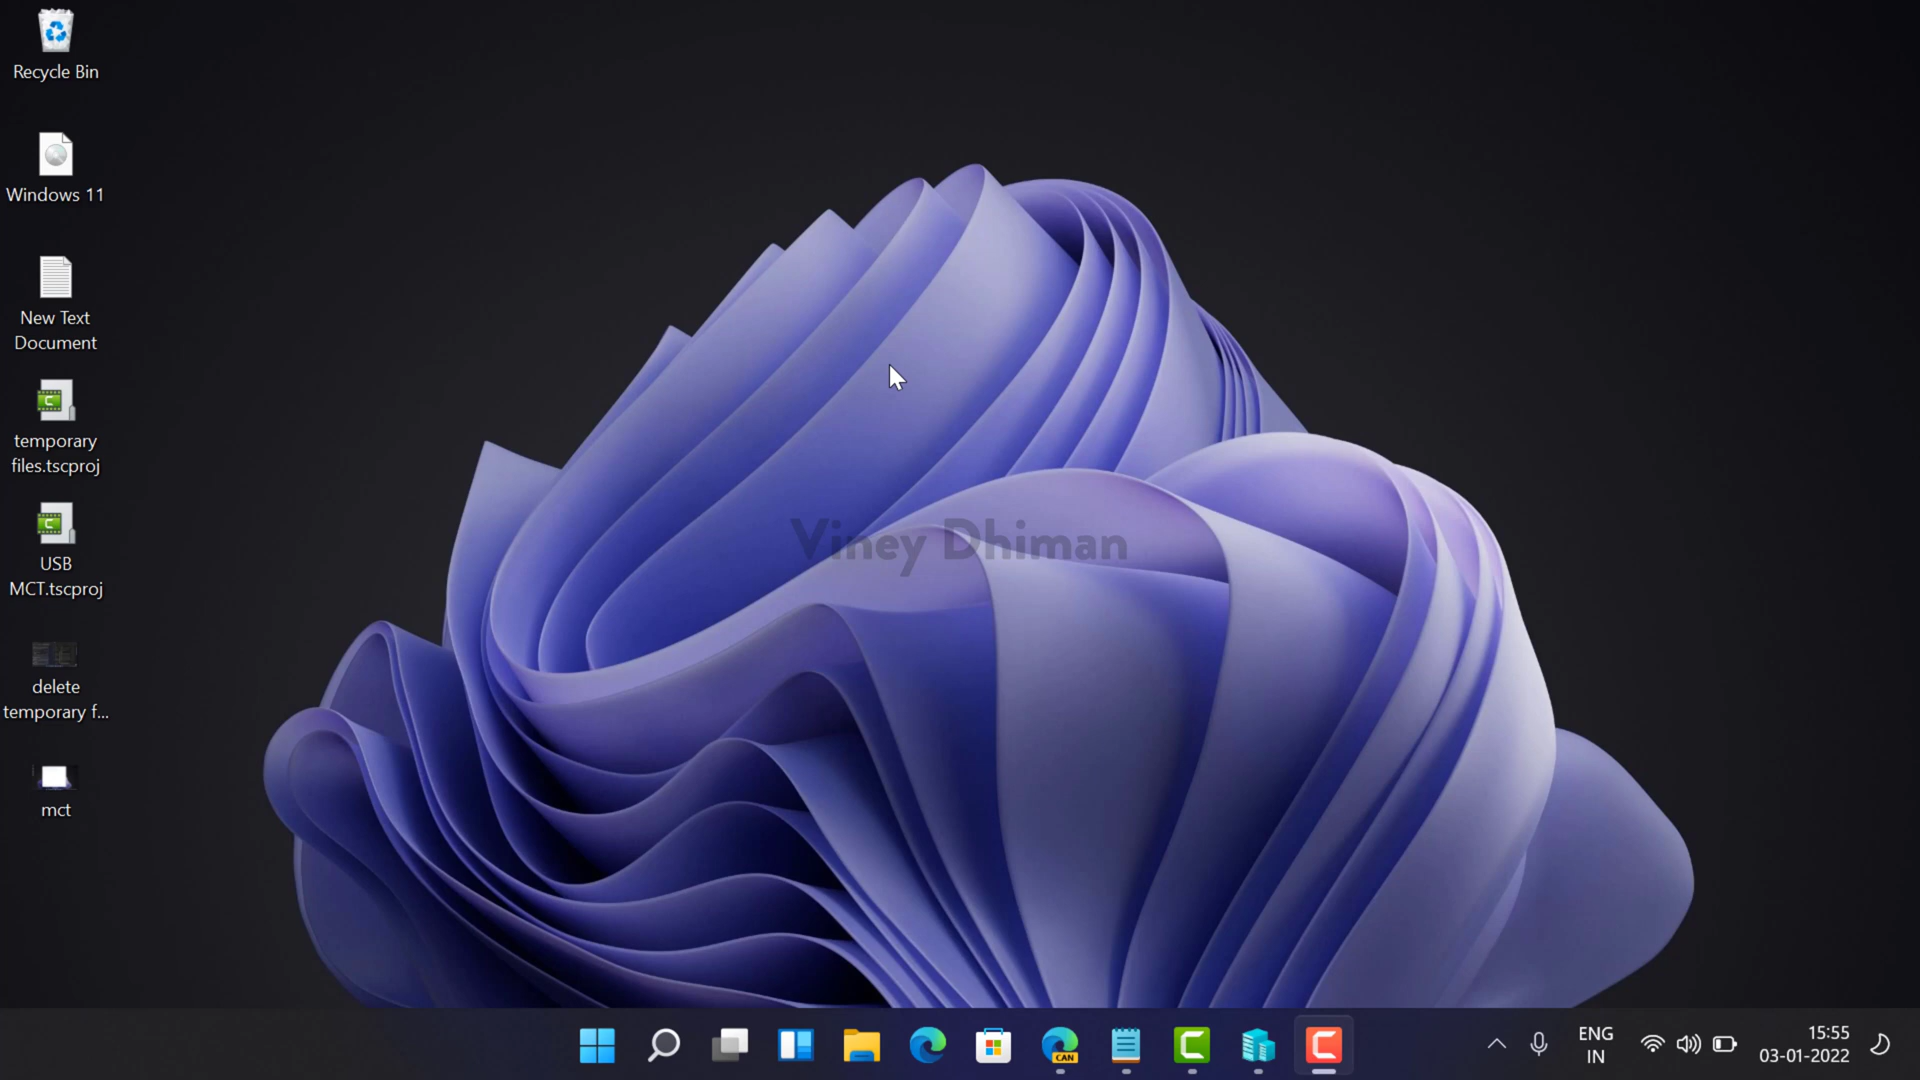 Recycle Bin
Windows 11
New Text
Document
temporary
files.tscproj
USB
MCT.tscproj
delete
temporary f...
mct
Viney Dhiman
CAN
ENG
IN
15:55
03-01-2022